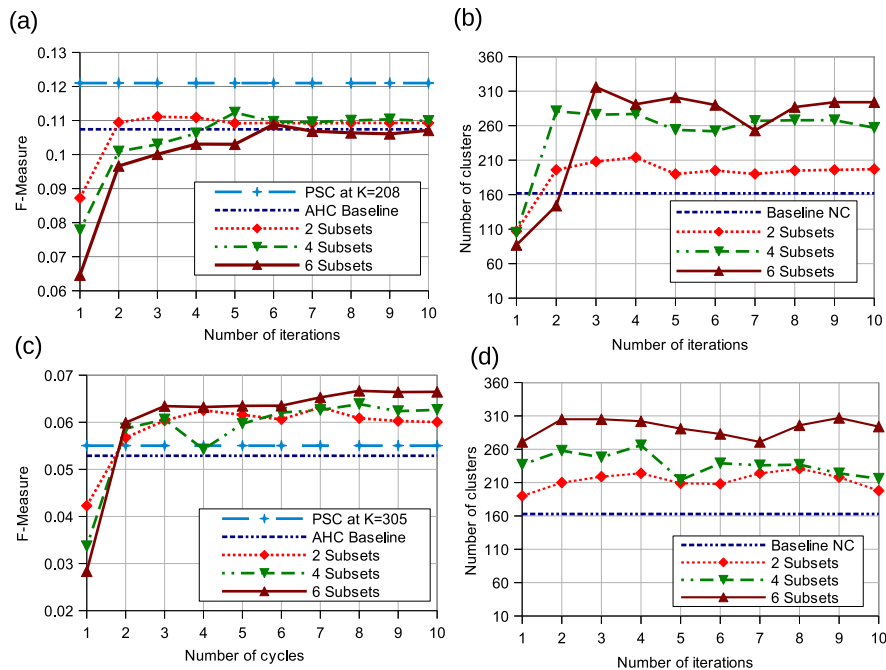 (a)
0.13
0.12
0.11
0.1
0.09
0.08
0.07
0.06
F-Measure
PSC at K=208
AHC Baseline
2 Subsets
4 Subsets
6 Subsets
1 2 3 4 5 6 7 8 9 10
Number of iterations
(b)
360
310
260
210
160
110
60
10
Number of clusters
Baseline NC
2 Subsets
4 Subsets
6 Subsets
1 2 3 4 5 6 7 8 9 10
Number of iterations
(c)
0.07
0.06
0.05
0.04
0.03
0.02
F-Measure
PSC at K=305
AHC Baseline
2 Subsets
4 Subsets
6 Subsets
1 2 3 4 5 6 7 8 9 10
Number of cycles
(d)
360
310
260
210
160
110
60
10
Number of clusters
Baseline NC
2 Subsets
4 Subsets
6 Subsets
1 2 3 4 5 6 7 8 9 10
Number of iterations